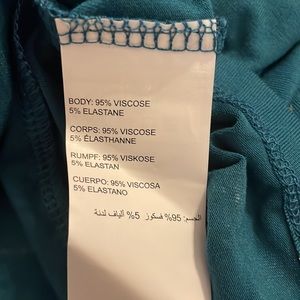 BODY: 95% VISCOSE
5% ELASTANE
CORPS: 95% VISCOSE
5% ÉLASTHANNE
RUMPF: 95% VISKOSE
5% ELASTAN
CUERPO: 95% VISCOSA
5% ELASTANO
الجسم: 95% فسكوز 5% ألياف لدنة